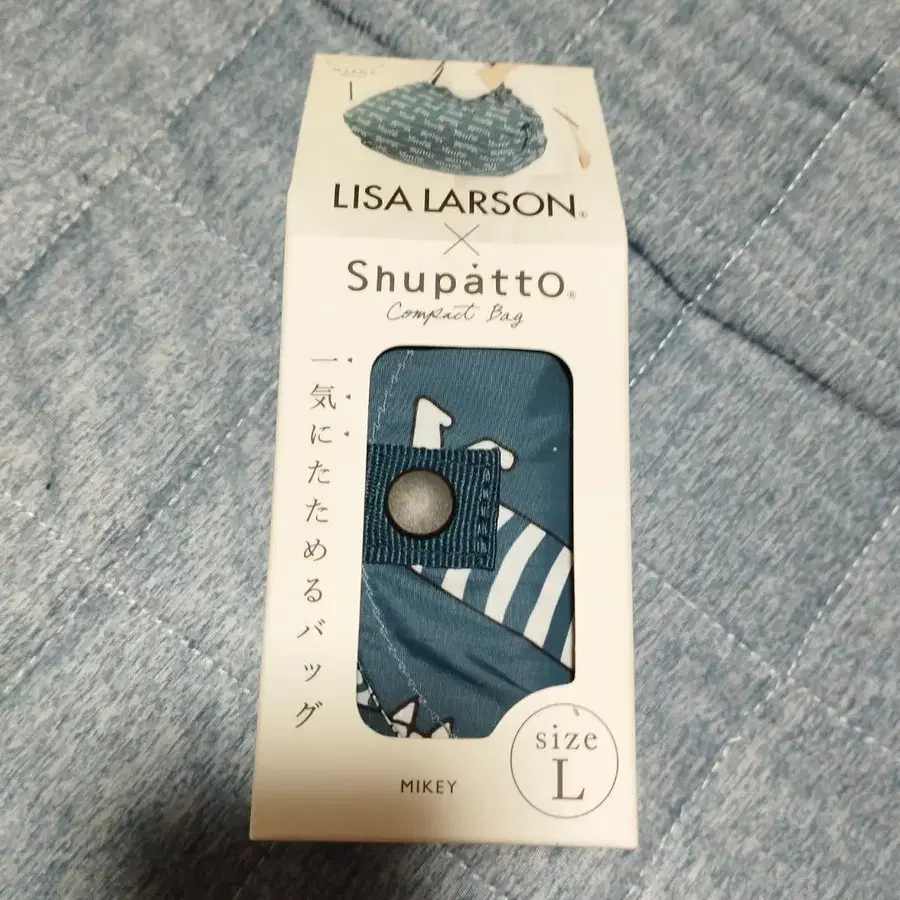 LISA LARSON®
×
Shupatto®
Compact Bag
一気にたためるバッグ
MIKEY
size
L